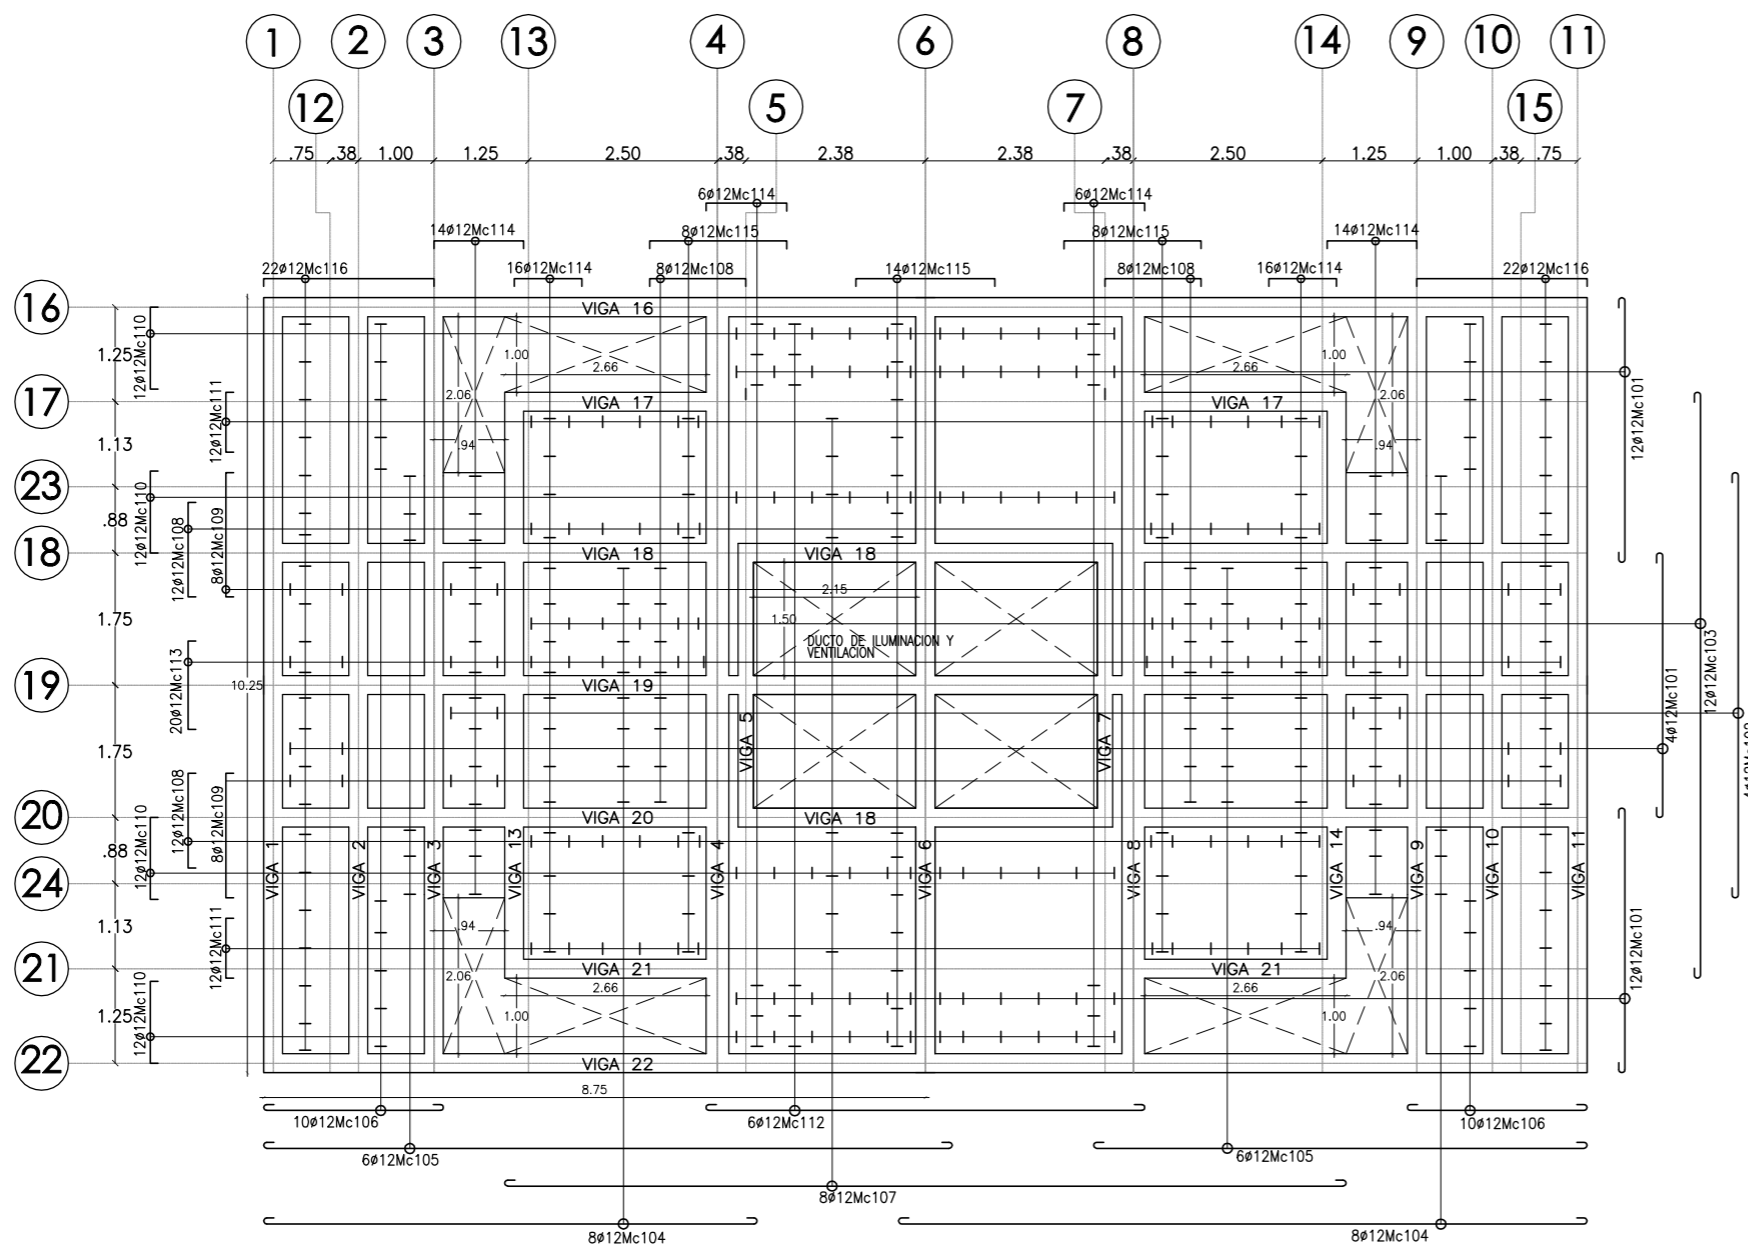 1 2 3 13 4 6 8 14 9 10 11
12 5 7 15
.75 .38 1.00 1.25 2.50 .38 2.38 2.38 .38 2.50 1.25 1.00 .38 .75
6ø12Mc114 6ø12Mc114
14ø12Mc114 8ø12Mc115 8ø12Mc115 14ø12Mc114
22ø12Mc116 16ø12Mc114 8ø12Mc108 14ø12Mc115 8ø12Mc108 16ø12Mc114 22ø12Mc116
16 VIGA 16
1.25 12ø12Mc110 1.00 2.66 2.66 1.00
17 2.06 VIGA 17 VIGA 17 2.06 12ø12Mc101
12ø12Mc111
1.13 .94 .94
23
.88 12ø12Mc110 12ø12Mc108 8ø12Mc109
18 VIGA 18 VIGA 18
2.15
1.75 1.50
DUCTO DE ILUMINACION Y
VENTILACION
20ø12Mc113 12ø12Mc103
19 10.25 VIGA 19
4ø12Mc101
1.75 VIGA 5 VIGA 7
20 VIGA 20 VIGA 18
12ø12Mc110 12ø12Mc108 8ø12Mc109
.88 VIGA 1 VIGA 2 VIGA 3 VIGA 13 VIGA 4 VIGA 6 VIGA 8 VIGA 14 VIGA 9 VIGA 10 VIGA 11
24
1.13 .94 .94
12ø12Mc111 12ø12Mc101
21 2.06 VIGA 21 VIGA 21 2.06
2.66 2.66
1.25 12ø12Mc110 1.00 1.00
22 VIGA 22
8.75
10ø12Mc106 6ø12Mc112 10ø12Mc106
6ø12Mc105 6ø12Mc105
8ø12Mc107
8ø12Mc104 8ø12Mc104